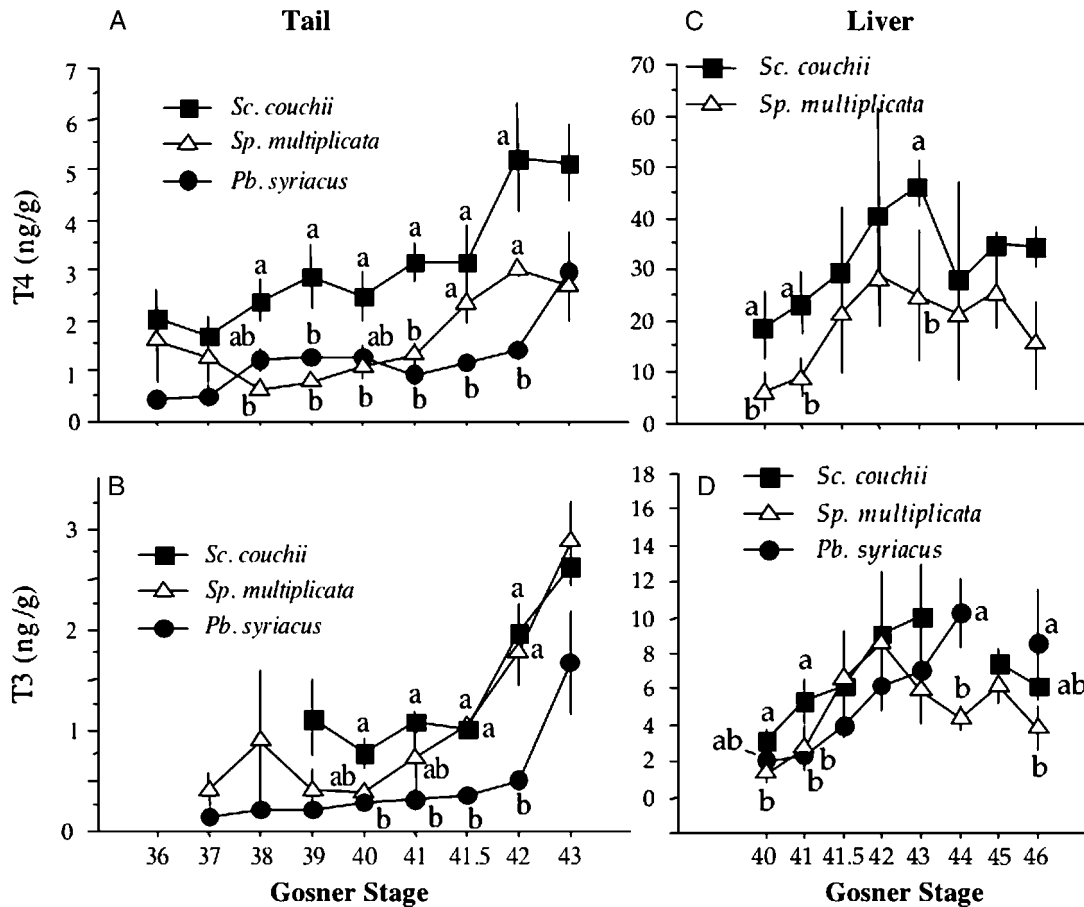 A
Tail
7
6
5
4
3
2
1
0
T4 (ng/g)
Sc. couchii
Sp. multiplicata
Pb. syriacus
a
a
a
a
a
a
a
a
ab
b
ab
b
b
b
b
b
b
b
C
Liver
70
60
50
40
30
20
10
0
Sc. couchii
Sp. multiplicata
a
a
a
b
b
b
B
3
2
1
0
T3 (ng/g)
Sc. couchii
Sp. multiplicata
Pb. syriacus
a
a
a
a
a
a
ab
ab
b
b
b
b
36 37 38 39 40 41 41.5 42 43
Gosner Stage
D
18
16
14
12
10
8
6
4
2
0
Sc. couchii
Sp. multiplicata
Pb. syriacus
a
a
a
a
ab
ab
b
b
b
b
b
40 41 41.5 42 43 44 45 46
Gosner Stage